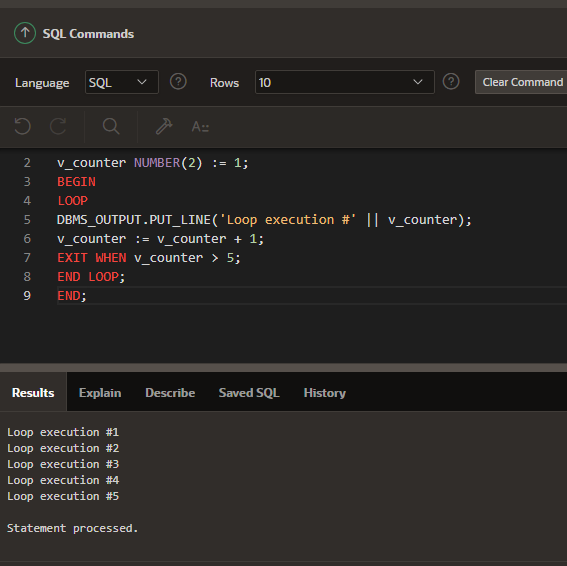 SQL Commands
Language SQL ? Rows 10 ? Clear Command
A
2 v_counter NUMBER(2) := 1;
3 BEGIN
4 LOOP
5 DBMS_OUTPUT.PUT_LINE('Loop execution #' || v_counter);
6 v_counter := v_counter + 1;
7 EXIT WHEN v_counter > 5;
8 END LOOP;
9 END;
Results Explain Describe Saved SQL History
Loop execution #1
Loop execution #2
Loop execution #3
Loop execution #4
Loop execution #5
Statement processed.